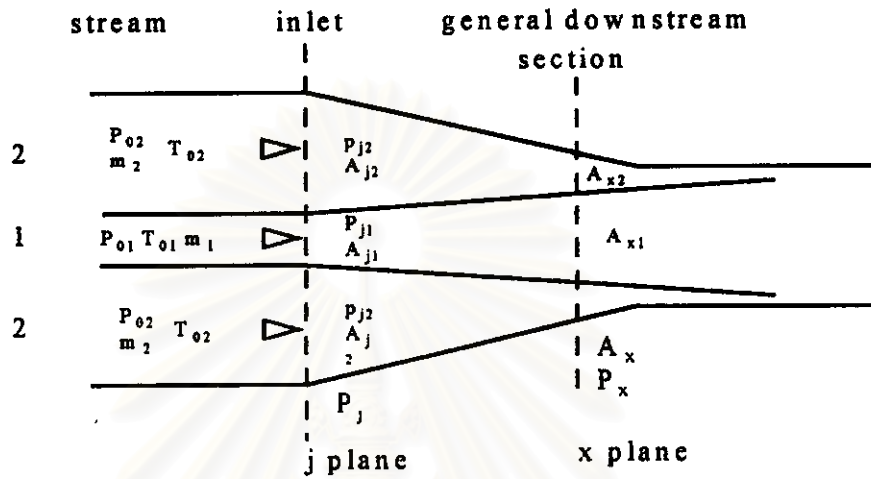 stream inlet general downstream
section
P02 T02
m2
Pj2
Aj2
2
Ax2
1
P01 T01 m1
Pj1
Aj1
Ax1
2
P02 T02
m2
Pj2
Aj
2
Ax
Px
Pj
j plane
x plane